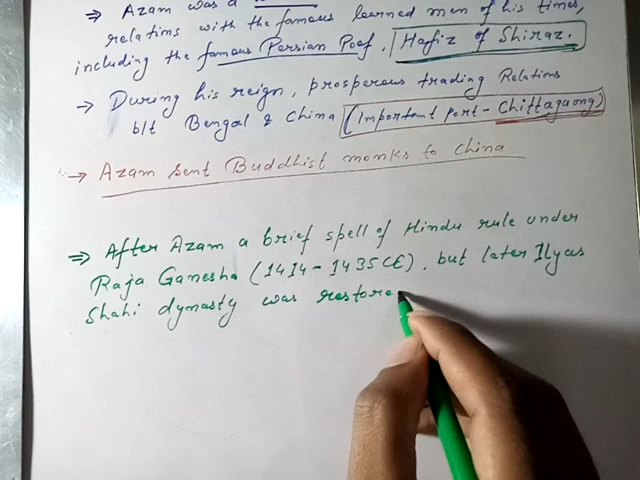 → Azam was a
relations with the famous learned men of his times,
including the famous Persian Poet, Hafiz of Shiraz.
→ During his reign, prosperous trading Relations
b/t Bengal & China (Important port - Chittagaong)
→ Azam sent Buddhist monks to China
⇒ After Azam a brief spell of Hindu rule under
Raja Ganesha (1414 - 1435 CE), but later Ilyas
Shahi dynasty was restore